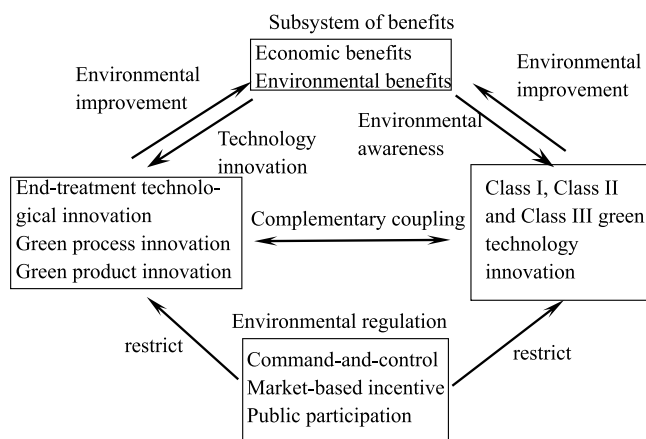 Subsystem of benefits
Economic benefits
Environmental benefits
Environmental
improvement
Environmental
improvement
Technology
innovation
Environmental
awareness
End-treatment technolo-
gical innovation
Green process innovation
Green product innovation
Complementary coupling
Class I, Class II
and Class III green
technology
innovation
Environmental regulation
restrict
Command-and-control
Market-based incentive
Public participation
restrict